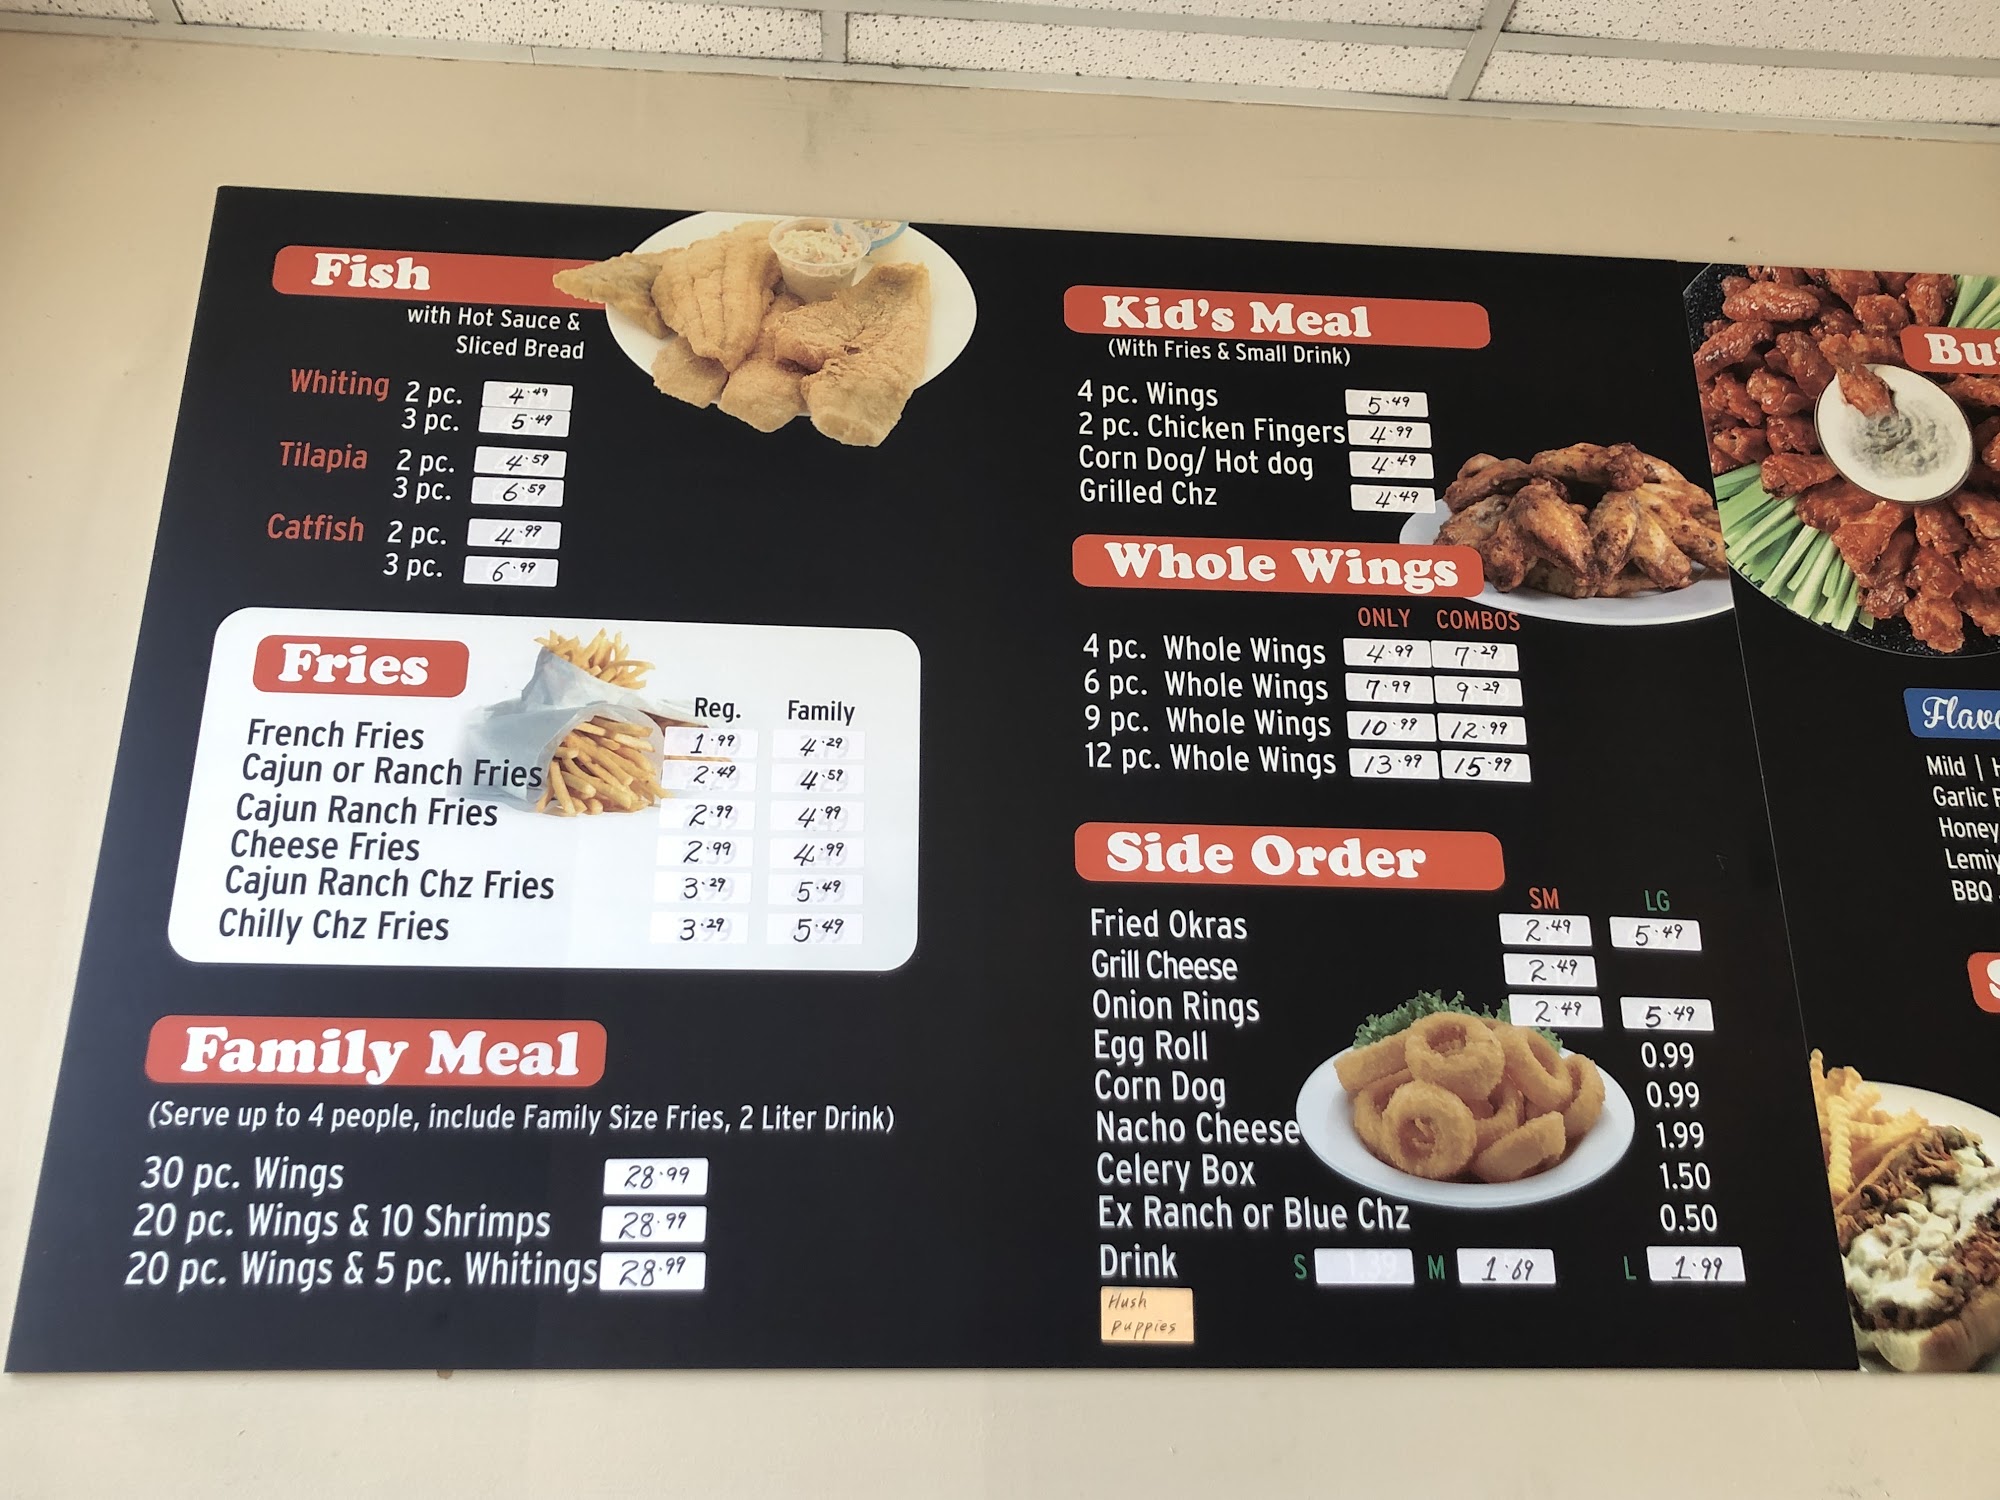 Fish
with Hot Sauce &
Sliced Bread
Whiting 2 pc. 4.49
3 pc. 5.49
Tilapia 2 pc. 4.59
3 pc. 6.59
Catfish 2 pc. 4.99
3 pc. 6.99
Fries
Reg. Family
French Fries 1.99 4.29
Cajun or Ranch Fries 2.49 4.59
Cajun Ranch Fries 2.99 4.99
Cheese Fries 2.99 4.99
Cajun Ranch Chz Fries 3.29 5.49
Chilly Chz Fries 3.29 5.49
Family Meal
(Serve up to 4 people, include Family Size Fries, 2 Liter Drink)
30 pc. Wings 28.99
20 pc. Wings & 10 Shrimps 28.99
20 pc. Wings & 5 pc. Whitings 28.99
Kid's Meal
(With Fries & Small Drink)
4 pc. Wings 5.49
2 pc. Chicken Fingers 4.99
Corn Dog/ Hot dog 4.49
Grilled Chz 4.49
Whole Wings
ONLY COMBOS
4 pc. Whole Wings 4.99 7.29
6 pc. Whole Wings 7.99 9.29
9 pc. Whole Wings 10.99 12.99
12 pc. Whole Wings 13.99 15.99
Side Order
SM LG
Fried Okras 2.49 5.49
Grill Cheese 2.49
Onion Rings 2.49 5.49
Egg Roll 0.99
Corn Dog 0.99
Nacho Cheese 1.99
Celery Box 1.50
Ex Ranch or Blue Chz 0.50
Drink S 1.39 M 1.69 L 1.99
Hush
puppies
Mild |
Garlic
Honey
BBQ